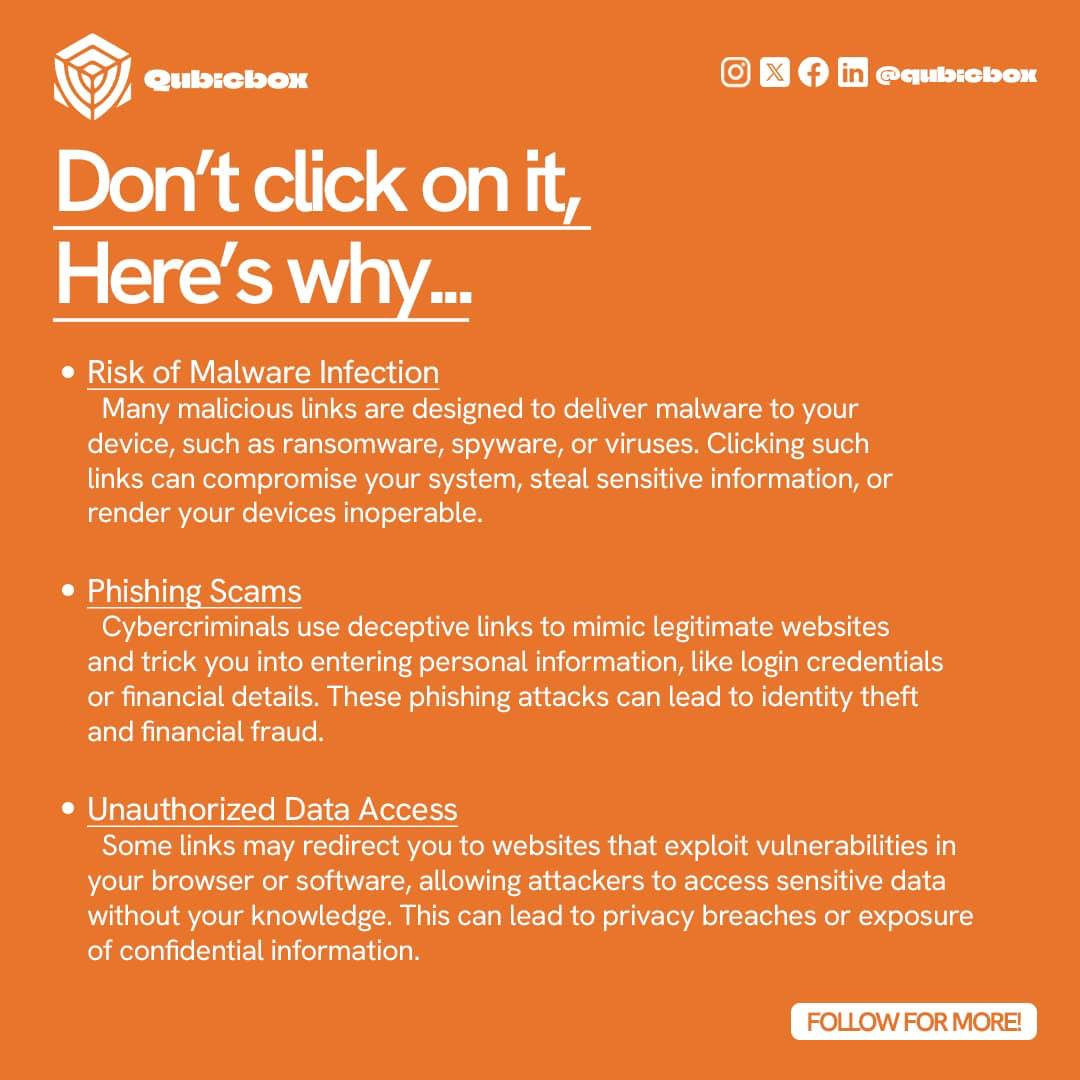 Qubicbox
@qubicbox
Don’t click on it,
Here’s why...
• Risk of Malware Infection
Many malicious links are designed to deliver malware to your
device, such as ransomware, spyware, or viruses. Clicking such
links can compromise your system, steal sensitive information, or
render your devices inoperable.
• Phishing Scams
Cybercriminals use deceptive links to mimic legitimate websites
and trick you into entering personal information, like login credentials
or financial details. These phishing attacks can lead to identity theft
and financial fraud.
• Unauthorized Data Access
Some links may redirect you to websites that exploit vulnerabilities in
your browser or software, allowing attackers to access sensitive data
without your knowledge. This can lead to privacy breaches or exposure
of confidential information.
FOLLOW FOR MORE!